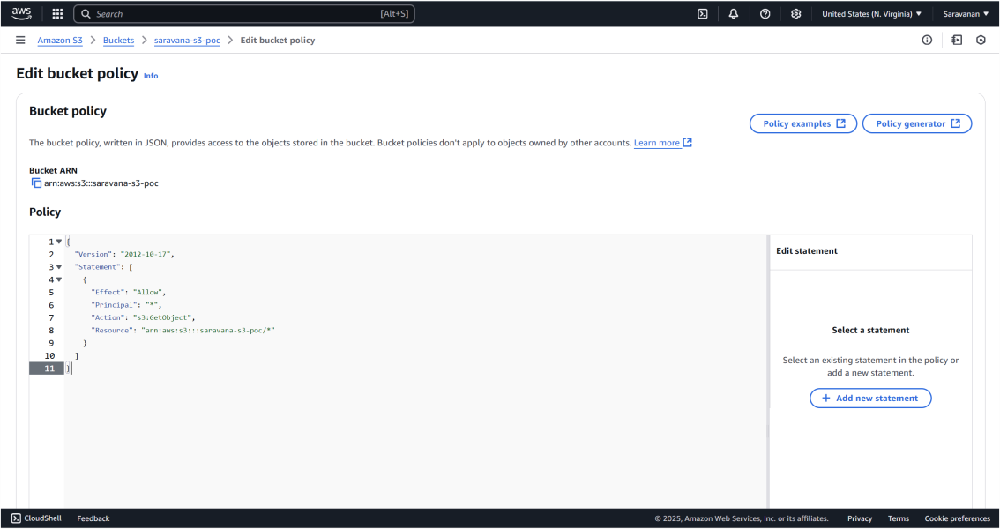 aws Search [Alt+S] United States (N. Virginia) ▼ Saravanan ▼
Amazon S3 > Buckets > saravana-s3-poc > Edit bucket policy
Edit bucket policy Info
Bucket policy
Policy examples
Policy generator
The bucket policy, written in JSON, provides access to the objects stored in the bucket. Bucket policies don't apply to objects owned by other accounts. Learn more
Bucket ARN
arn:aws:s3:::saravana-s3-poc
Policy
1 {
2 "Version": "2012-10-17",
3 "Statement": [
4 {
5 "Effect": "Allow",
6 "Principal": "*",
7 "Action": "s3:GetObject",
8 "Resource": "arn:aws:s3:::saravana-s3-poc/*"
9 }
10 ]
11 }
Edit statement
Select a statement
Select an existing statement in the policy or
add a new statement.
+ Add new statement
CloudShell Feedback © 2025, Amazon Web Services, Inc. or its affiliates. Privacy Terms Cookie preferences